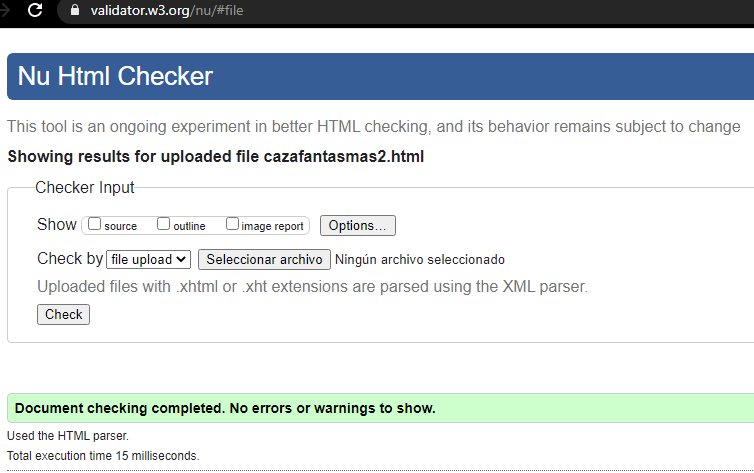 validator.w3.org/nu/#file
Nu Html Checker
This tool is an ongoing experiment in better HTML checking, and its behavior remains subject to change
Showing results for uploaded file cazafantasmas2.html
Checker Input
Show source outline image report Options...
Check by file upload Seleccionar archivo Ningún archivo seleccionado
Uploaded files with .xhtml or .xht extensions are parsed using the XML parser.
Check
Document checking completed. No errors or warnings to show.
Used the HTML parser.
Total execution time 15 milliseconds.